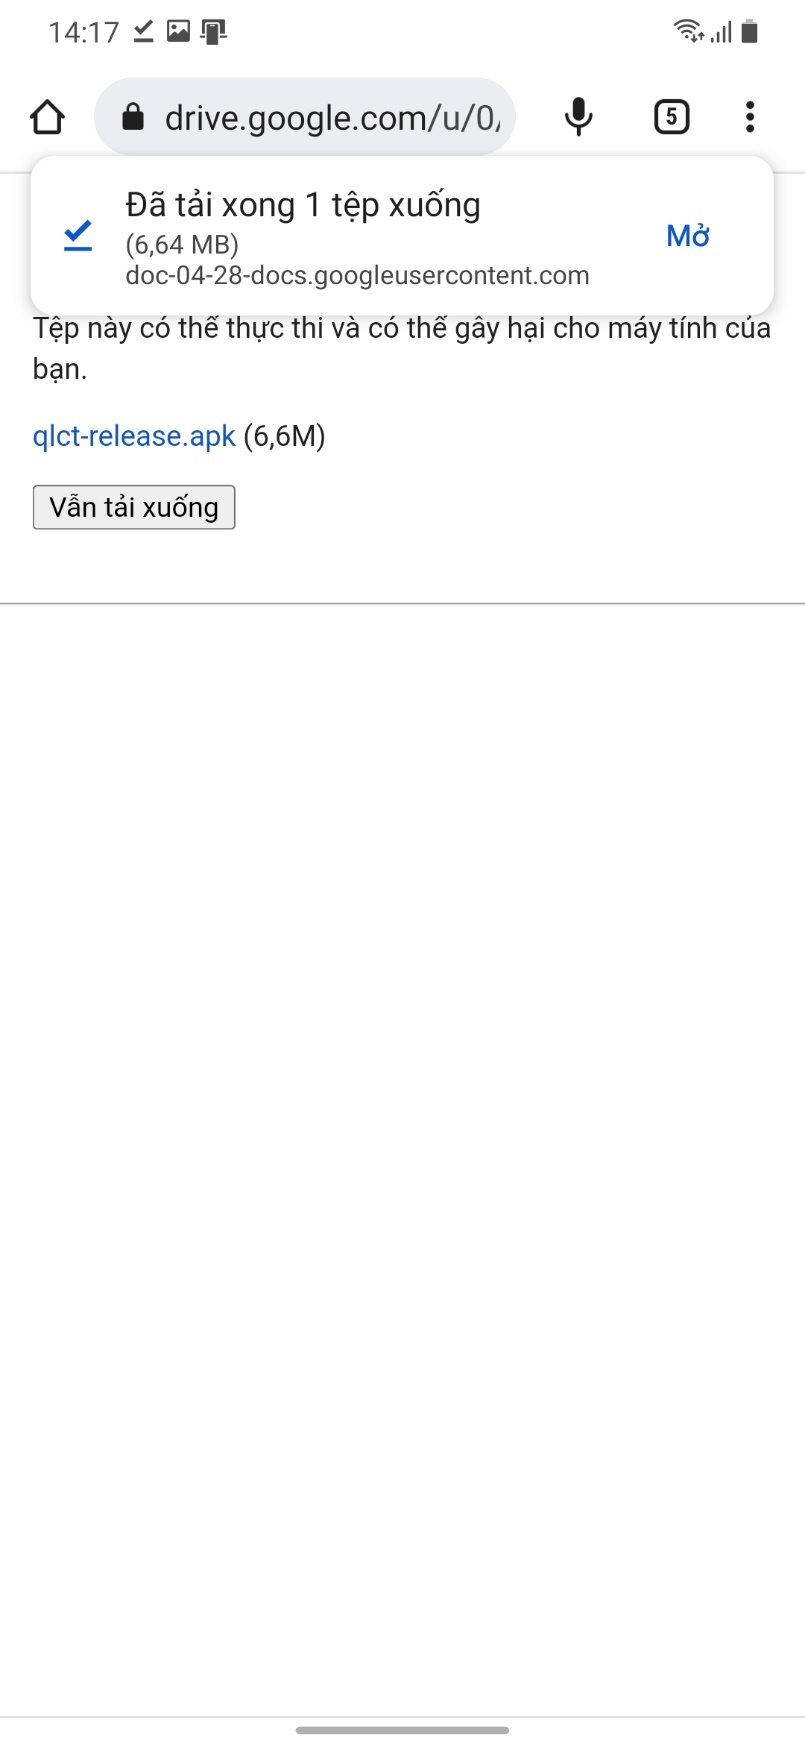 14:17
drive.google.com/u/0/
5
Đã tải xong 1 tệp xuống
(6,64 MB)
doc-04-28-docs.googleusercontent.com
Mở
Tệp này có thể thực thi và có thể gây hại cho máy tính của
bạn.
qlct-release.apk (6,6M)
Vẫn tải xuống